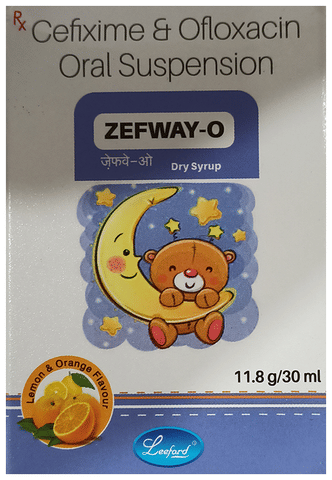 Rx Cefixime & Ofloxacin
Oral Suspension
ZEFWAY-O
ज़ेफवे-ओ Dry Syrup
11.8 g/30 ml
Lemon & Orange Flavour
Leeford